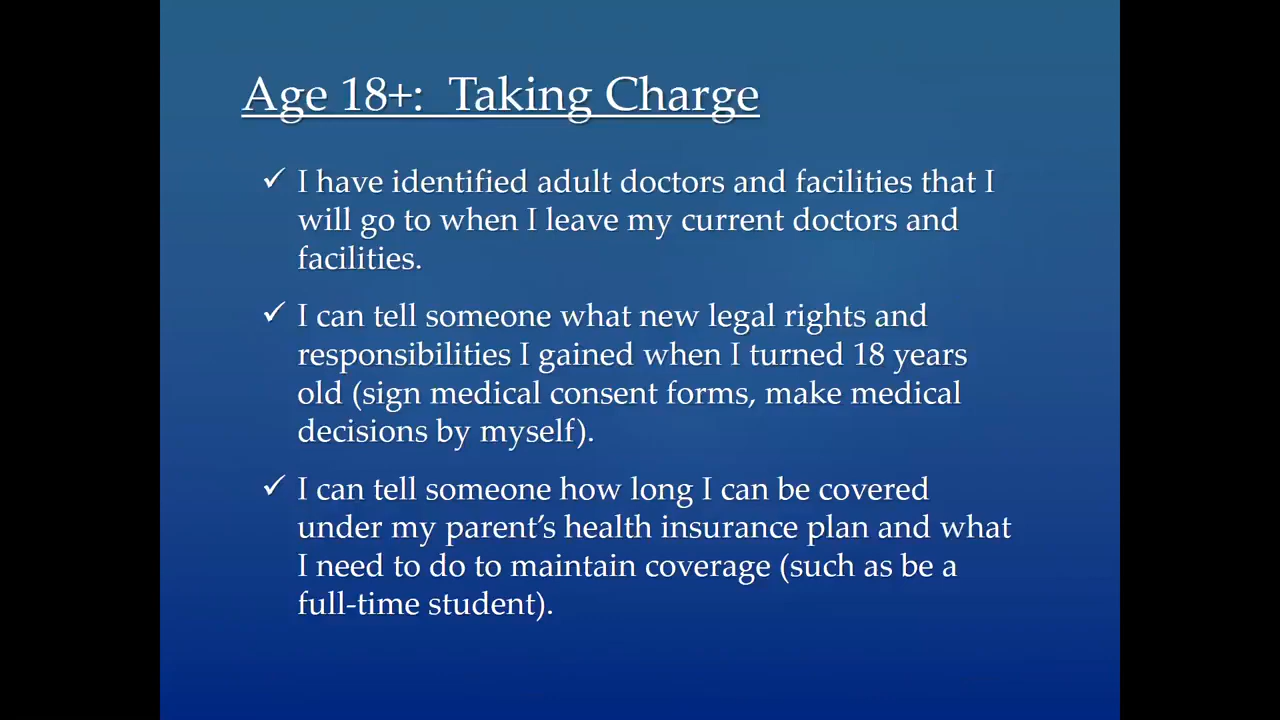 Age 18+:  Taking Charge
✓ I have identified adult doctors and facilities that I
will go to when I leave my current doctors and
facilities.
✓ I can tell someone what new legal rights and
responsibilities I gained when I turned 18 years
old (sign medical consent forms, make medical
decisions by myself).
✓ I can tell someone how long I can be covered
under my parent’s health insurance plan and what
I need to do to maintain coverage (such as be a
full-time student).